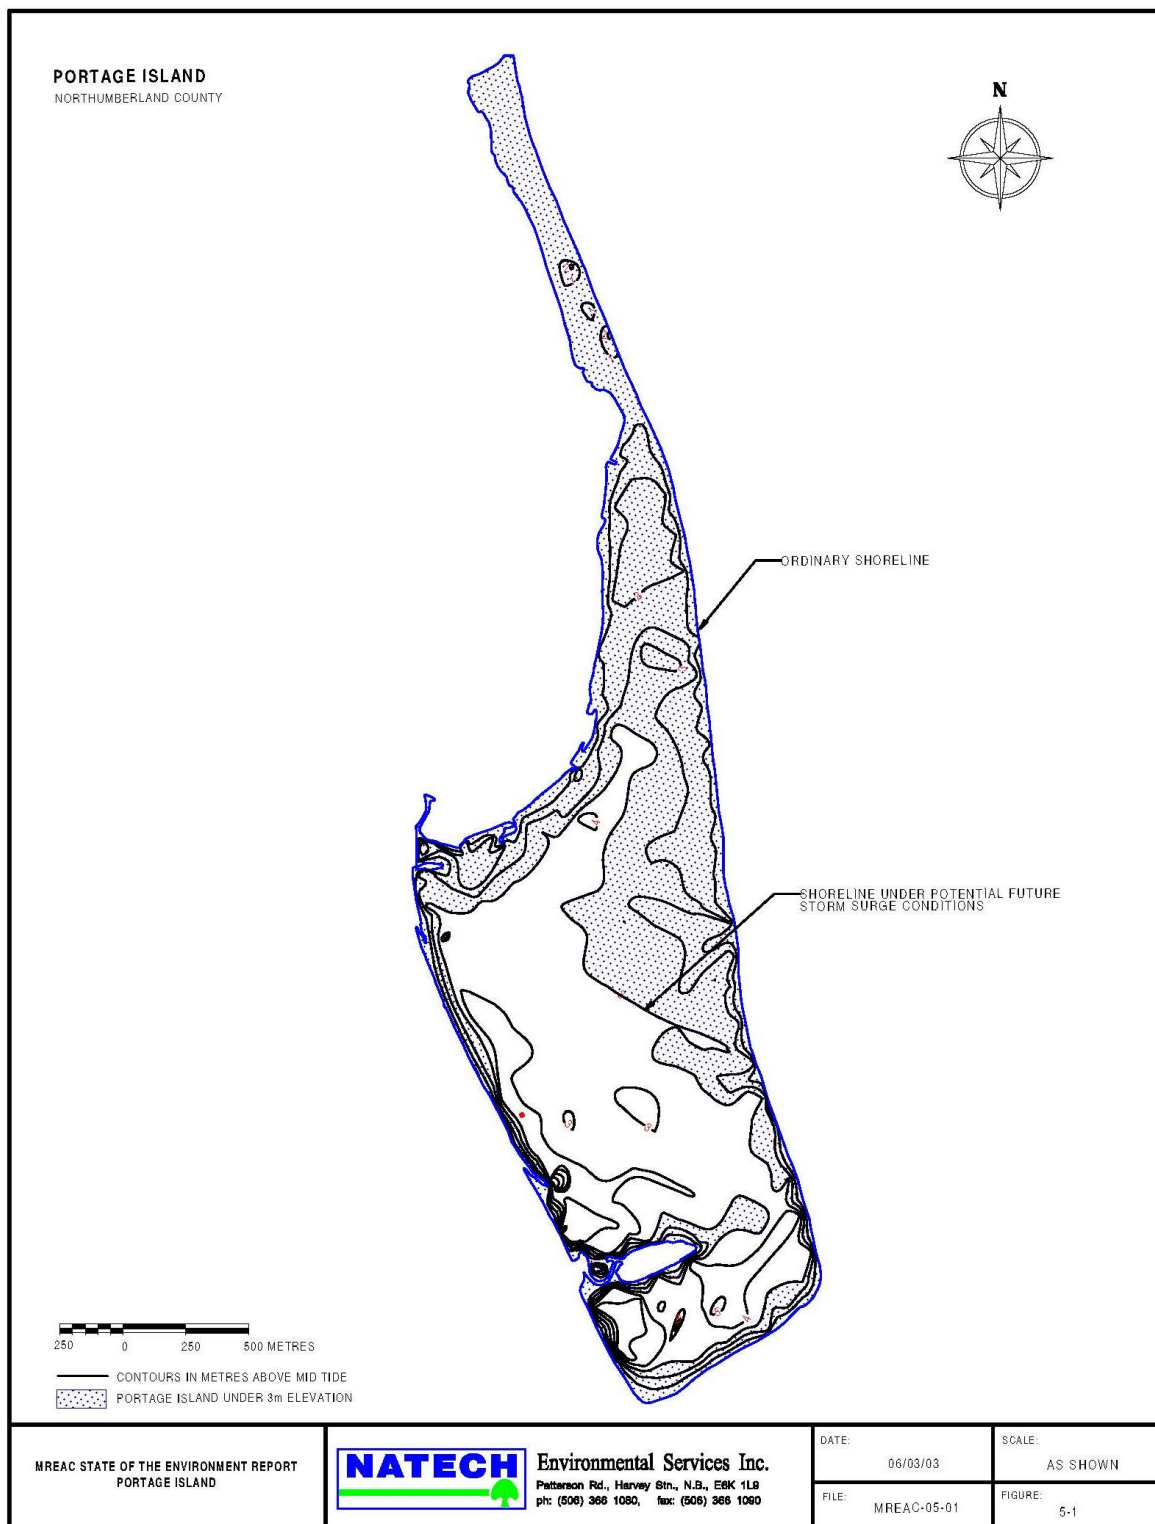 PORTAGE ISLAND
NORTHUMBERLAND COUNTY
N
ORDINARY SHORELINE
SHORELINE UNDER POTENTIAL FUTURE
STORM SURGE CONDITIONS
4
3
4
250 0 250 500 METRES
CONTOURS IN METRES ABOVE MID TIDE
PORTAGE ISLAND UNDER 3m ELEVATION
MREAC STATE OF THE ENVIRONMENT REPORT
PORTAGE ISLAND
NATECH
Environmental Services Inc.
Patterson Rd., Harvey Stn., N.B., E6K 1L9
ph: (506) 366 1080, fax: (506) 366 1090
DATE:
06/03/03
SCALE:
AS SHOWN
FILE:
MREAC-05-01
FIGURE:
5-1